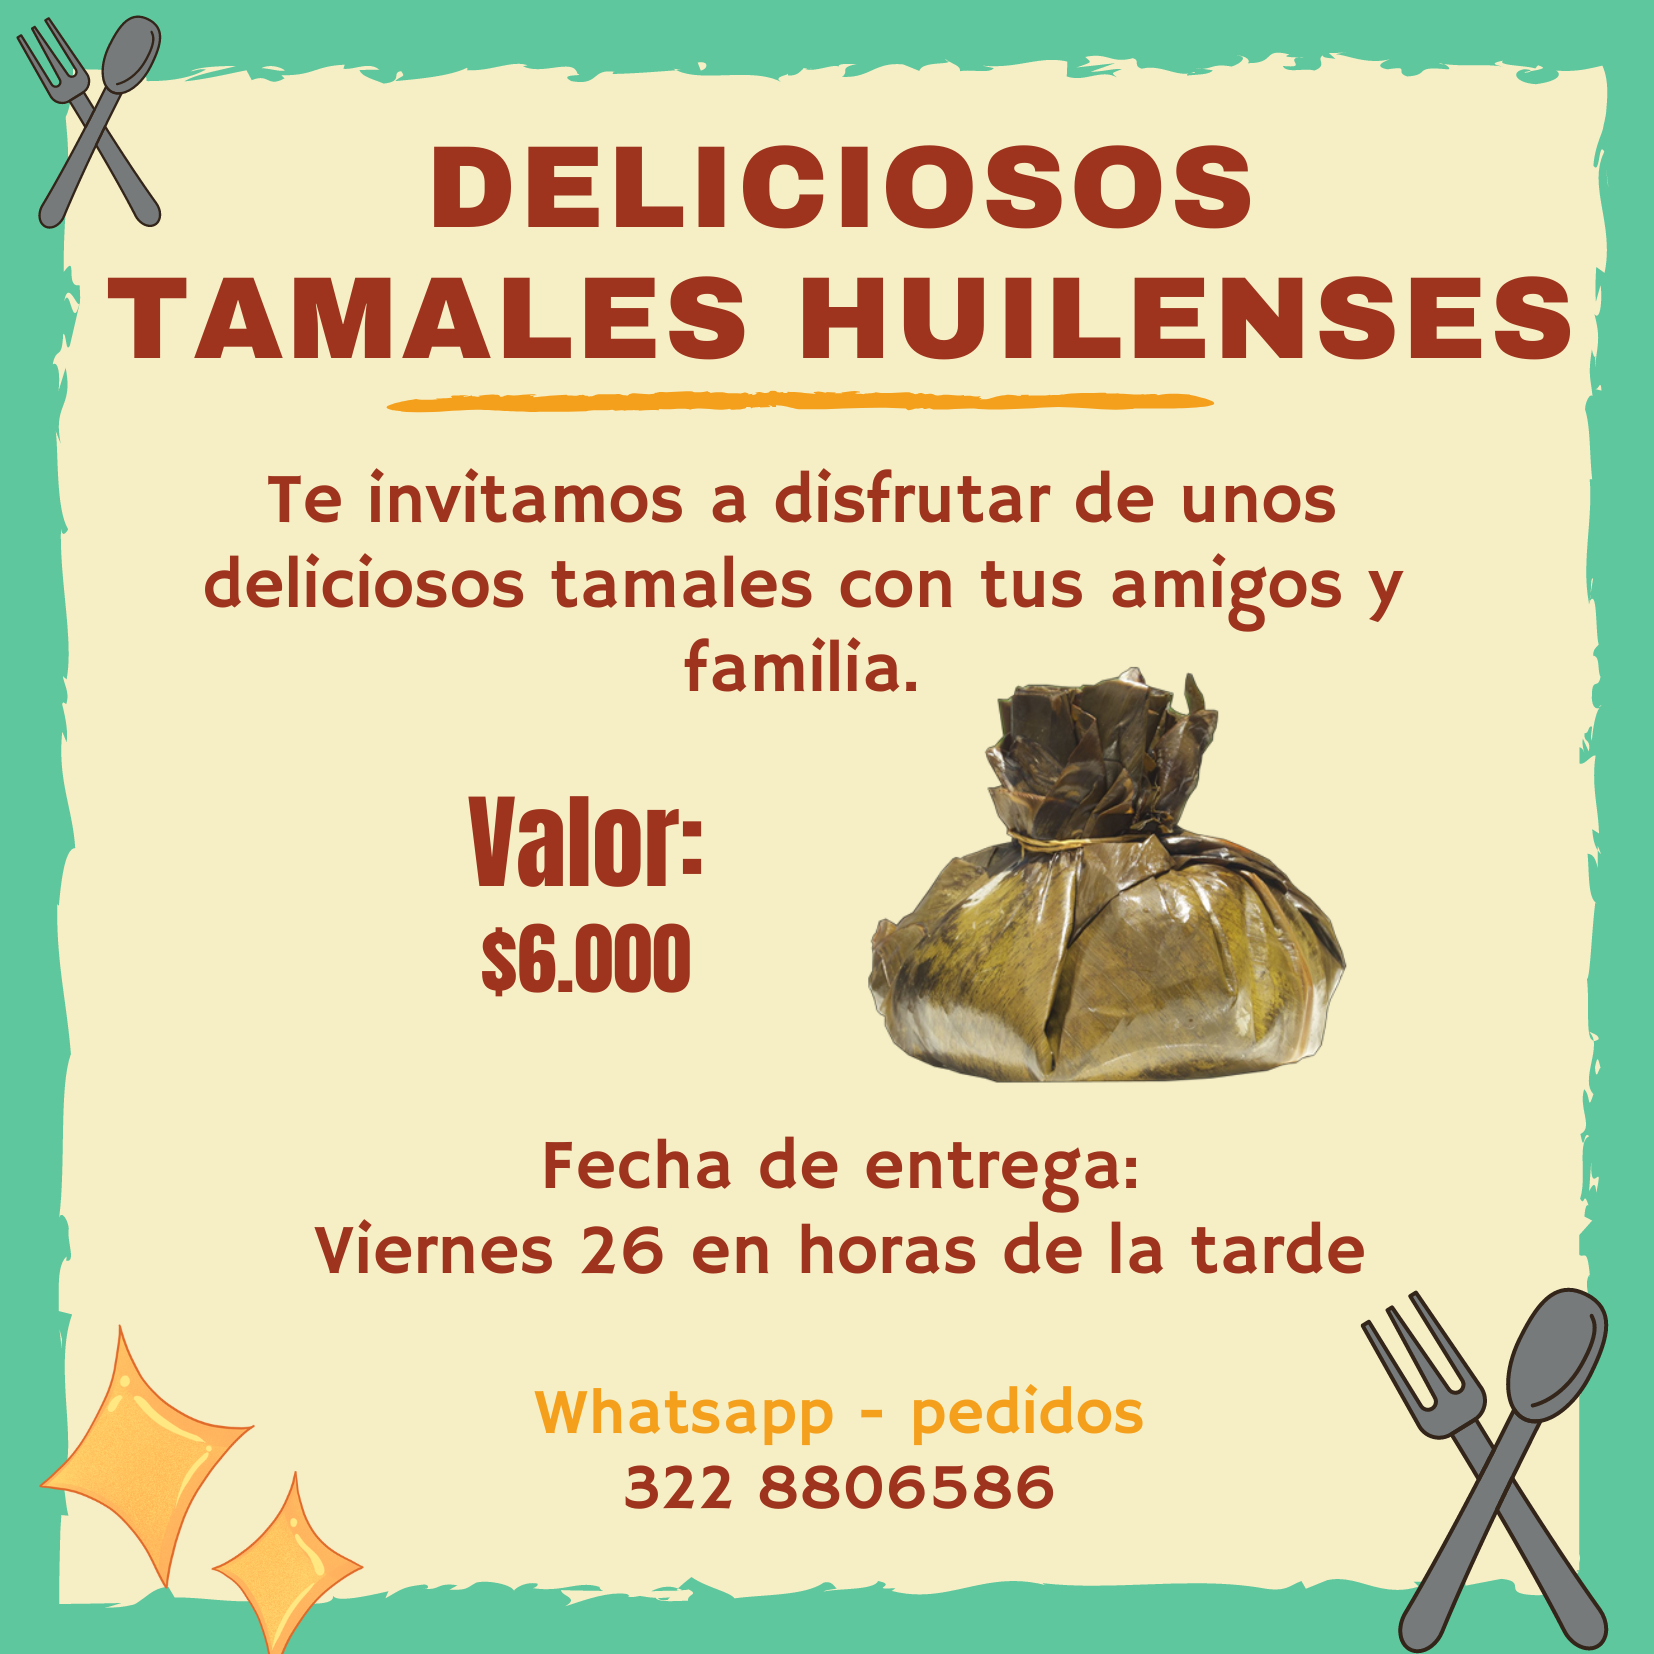 DELICIOSOS
TAMALES HUILENSES
Te invitamos a disfrutar de unos
deliciosos tamales con tus amigos y
familia.
Valor:
$6.000
Fecha de entrega:
Viernes 26 en horas de la tarde
Whatsapp - pedidos
322 8806586